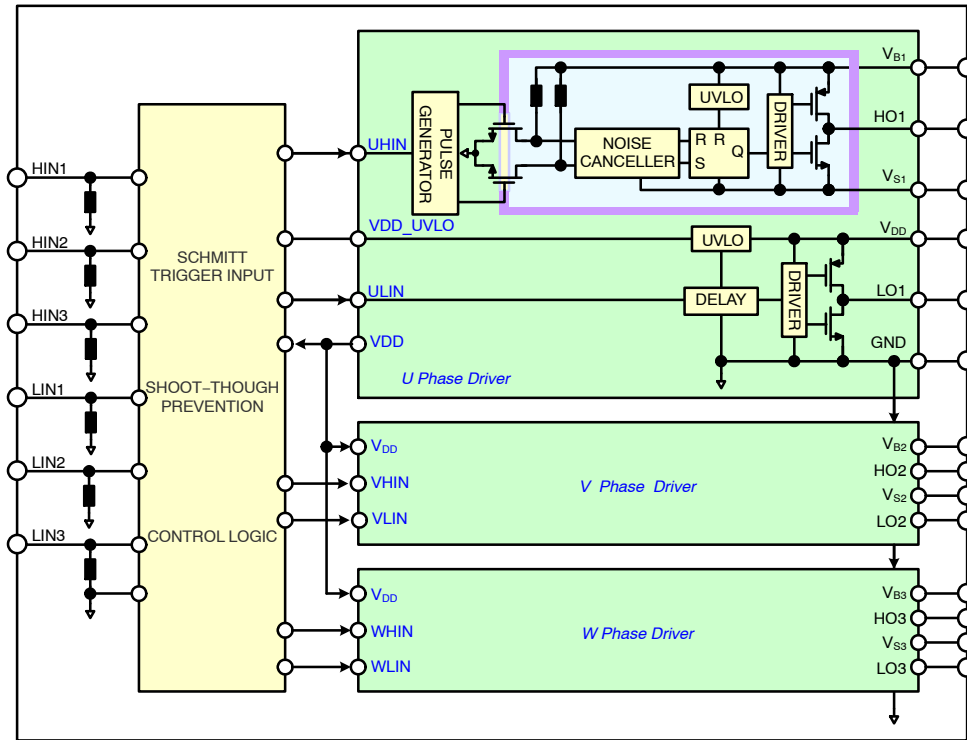 HIN1
HIN2
HIN3
LIN1
LIN2
LIN3
SCHMITT
TRIGGER INPUT
SHOOT−THOUGH
PREVENTION
CONTROL LOGIC
UHIN
VDD_UVLO
ULIN
VDD
PULSE
GENERATOR
NOISE
CANCELLER
UVLO
R R
S Q
DRIVER
UVLO
DELAY
DRIVER
U Phase Driver
VB1
HO1
VS1
VDD
LO1
GND
VDD
VHIN
VLIN
V Phase Driver
VB2
HO2
VS2
LO2
VDD
WHIN
WLIN
W Phase Driver
VB3
HO3
VS3
LO3